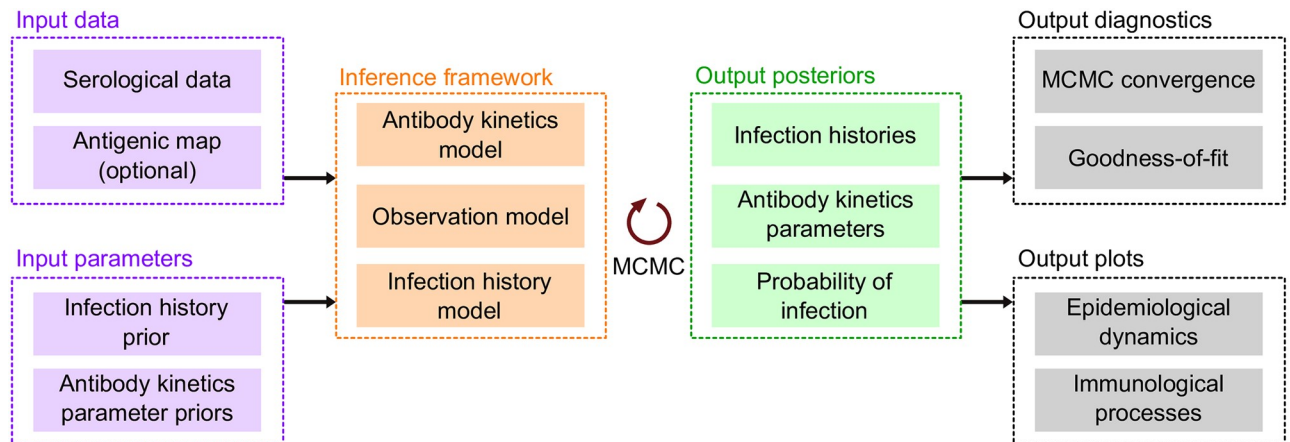 Input data
Serological data
Antigenic map
(optional)
Input parameters
Infection history
prior
Antibody kinetics
parameter priors
Inference framework
Antibody kinetics
model
Observation model
Infection history
model
MCMC
Output posteriors
Infection histories
Antibody kinetics
parameters
Probability of
infection
Output diagnostics
MCMC convergence
Goodness-of-fit
Output plots
Epidemiological
dynamics
Immunological
processes